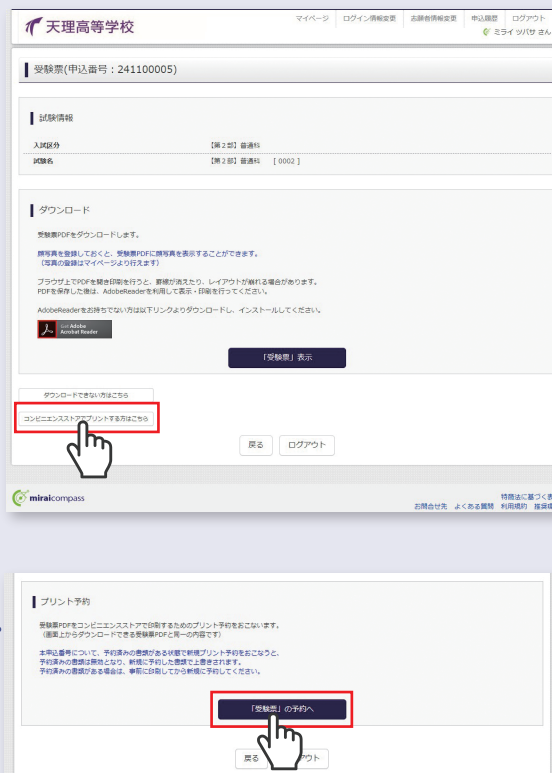 天理高等学校
マイページ ログイン情報変更 志願者情報変更 申込履歴 ログアウト
ミライ ツバサ さん
受験票(申込番号：241100005)
試験情報
入試区分 【第２部】普通科
試験名 【第２部】普通科 [ 0002 ]
ダウンロード
受験票PDFをダウンロードします。
顔写真を登録しておくと、受験票PDFに顔写真を表示することができます。
（写真の登録はマイページより行えます）
ブラウザ上でPDFを開き印刷を行うと、罫線が消えたり、レイアウトが崩れる場合があります。
PDFを保存した後は、AdobeReaderを利用して表示・印刷を行ってください。
AdobeReaderをお持ちでない方は以下リンクよりダウンロードし、インストールしてください。
Get Adobe
Acrobat Reader
「受験票」表示
ダウンロードできない方はこちら
コンビニエンスストアでプリントする方はこちら
戻る ログアウト
miraicompass
特商法に基づく表
お問合せ先 よくある質問 利用規約 推奨環
プリント予約
受験票PDFをコンビニエンスストアで印刷するためのプリント予約をおこないます。
（画面上からダウンロードできる受験票PDFと同一の内容です）
本申込番号について、予約済みの書類がある状態で新規プリント予約をおこなうと、
予約済みの書類は無効となり、新規に予約した書類で上書きされます。
予約済みの書類がある場合は、事前に印刷してから新規に予約してください。
「受験票」の予約へ
戻る アウト